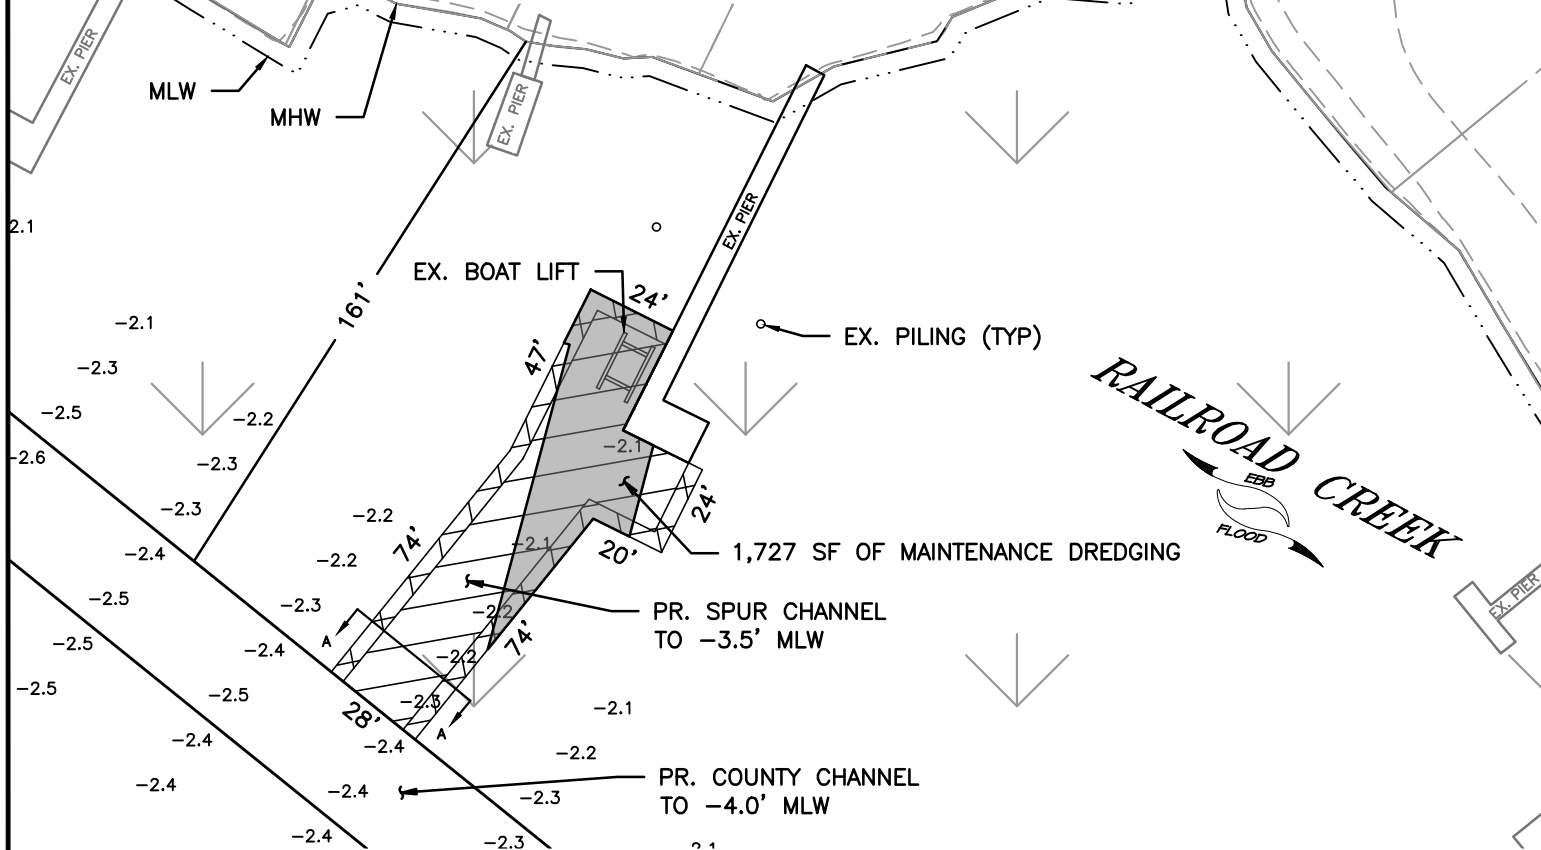 EX. PIER
MLW
MHW
EX. PIER
2.1
EX. PIER
EX. BOAT LIFT
24'
161'
-2.1
EX. PILING (TYP)
47'
-2.3
RAILROAD CREEK
-2.5
-2.2
-2.6
-2.3
-2.1
EBB
24'
-2.3
-2.2
FLOOD
74'
-2.1
20'
1,727 SF OF MAINTENANCE DREDGING
-2.4
-2.2
EX. PIER
-2.5
-2.3
-2.2
PR. SPUR CHANNEL
TO -3.5' MLW
A
74'
-2.5
-2.4
-2.2
-2.5
-2.5
-2.3
28'
-2.1
A
-2.4
-2.4
-2.2
PR. COUNTY CHANNEL
TO -4.0' MLW
-2.4
-2.4
-2.3
-2.4
-2.3
2.1